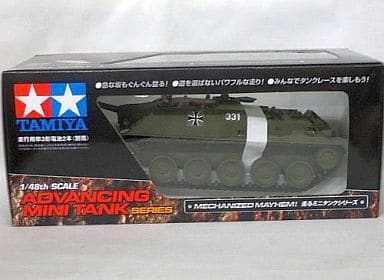 ●急な坂もぐんぐん登る! ●道を選ばないパワフルな走り! ●みんなでタンクレースを楽しもう!
TAMIYA
走行用単3形電池2本(別売)
331
1/48th SCALE
ADVANCING
MINI TANK SERIES
MECHANIZED MAYHEM! 走るミニタンクシリーズ